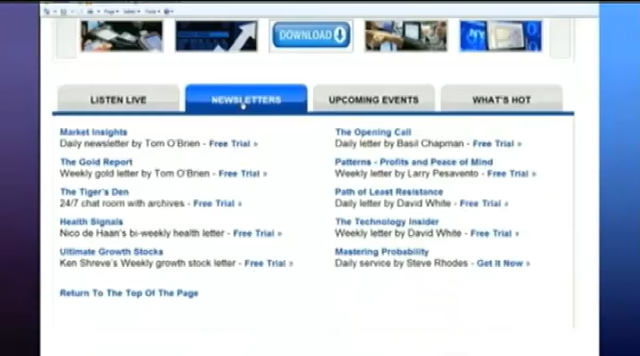 Page
Safety
Tools
DOWNLOAD
NY
LISTEN LIVE
NEWSLETTERS
UPCOMING EVENTS
WHAT'S HOT
Market Insights
Daily newsletter by Tom O'Brien - Free Trial »
The Gold Report
Weekly gold letter by Tom O'Brien - Free Trial »
The Tiger's Den
24/7 chat room with archives - Free Trial »
Health Signals
Nico de Haan's bi-weekly health letter - Free Trial »
Ultimate Growth Stocks
Ken Shreve's Weekly growth stock letter - Free Trial »
Return To The Top Of The Page
The Opening Call
Daily letter by Basil Chapman - Free Trial »
Patterns - Profits and Peace of Mind
Weekly letter by Larry Pesavento - Free Trial »
Path of Least Resistance
Daily letter by David White - Free Trial »
The Technology Insider
Weekly letter by David White - Free Trial »
Mastering Probability
Daily service by Steve Rhodes - Get It Now »